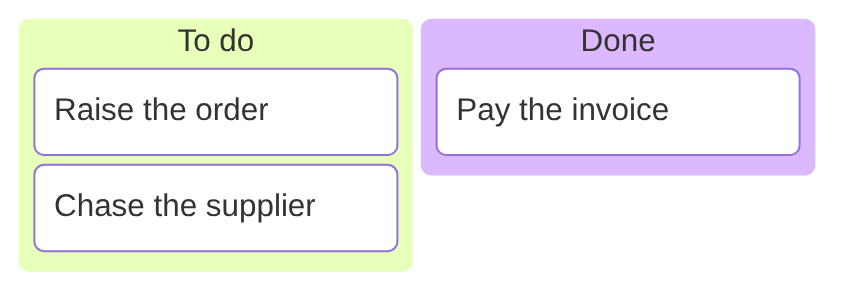 To do
Raise the order
Chase the supplier
Done
Pay the invoice